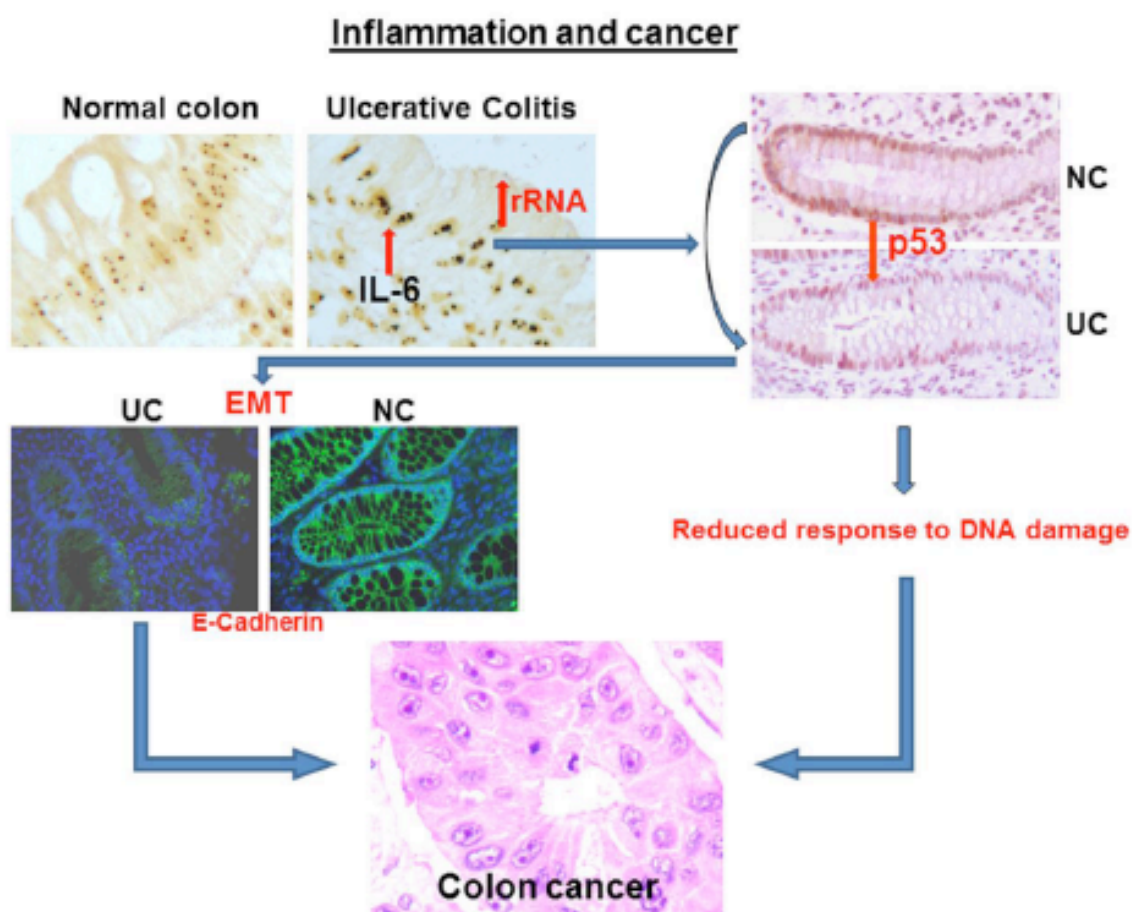 Inflammation and cancer
Normal colon
Ulcerative Colitis
rRNA
IL-6
NC
p53
UC
EMT
UC
NC
E-Cadherin
Reduced response to DNA damage
Colon cancer